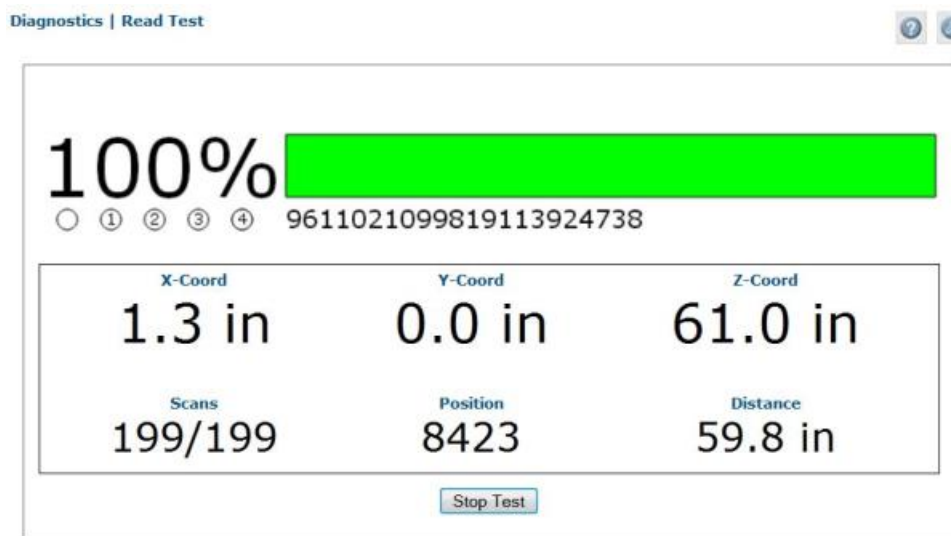 Diagnostics | Read Test
100%
① ② ③ ④ 9611021099819113924738
X-Coord Y-Coord Z-Coord
1.3 in 0.0 in 61.0 in
Scans Position Distance
199/199 8423 59.8 in
Stop Test